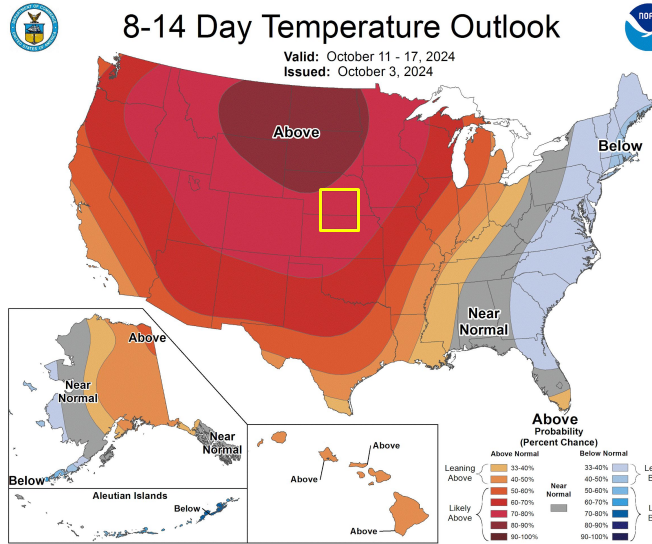 8-14 Day Temperature Outlook
Valid: October 11 - 17, 2024
Issued: October 3, 2024
Above
Below
Near
Normal
Above
Near
Normal
Near
Normal
Below
Aleutian Islands
Below
Above
Above
Above
Above
Probability
(Percent Chance)
Above Normal
Below Normal
Leaning
Above
33-40%
40-50%
Likely
Above
50-60%
60-70%
70-80%
80-90%
90-100%
Near
Normal
33-40%
40-50%
50-60%
60-70%
70-80%
80-90%
90-100%